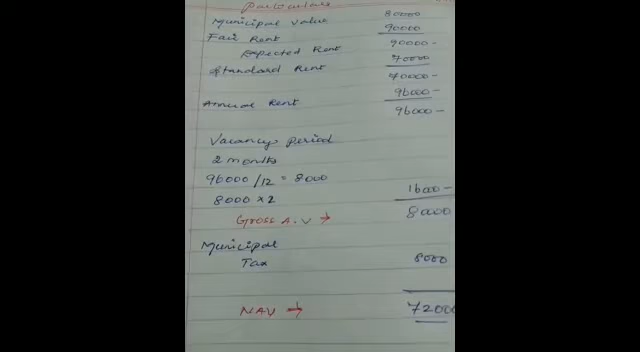 Particulars
Municipal Value 80000
Fair Rent 90000
Expected Rent 90000-
Standard Rent 70000
70000-
Annual Rent 96000-
96000-
Vacancy period
2 months
96000/12 = 8000
8000 x 2 16000-
Gross A.V → 80000
Municipal
Tax 8000
NAV → 72000